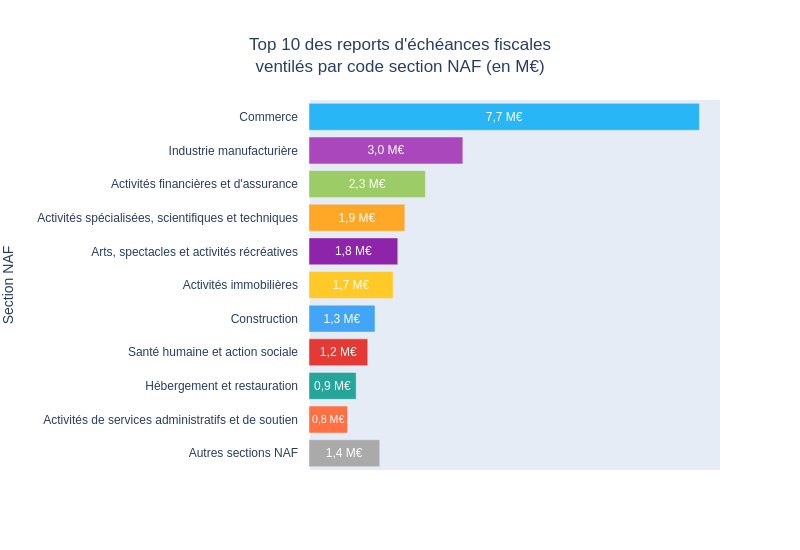 Top 10 des reports d'échéances fiscales
ventilés par code section NAF (en M€)
Section NAF
Commerce 7,7 M€
Industrie manufacturière 3,0 M€
Activités financières et d'assurance 2,3 M€
Activités spécialisées, scientifiques et techniques 1,9 M€
Arts, spectacles et activités récréatives 1,8 M€
Activités immobilières 1,7 M€
Construction 1,3 M€
Santé humaine et action sociale 1,2 M€
Hébergement et restauration 0,9 M€
Activités de services administratifs et de soutien 0,8 M€
Autres sections NAF 1,4 M€